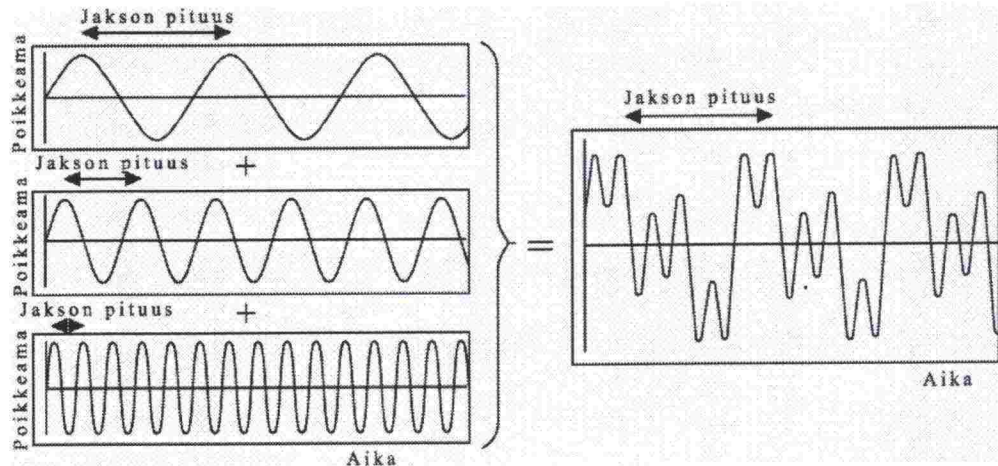 Jakson pituus
Poikkeama
+
Jakson pituus
Poikkeama
+
Jakson pituus
Poikkeama
Aika
=
Jakson pituus
Aika